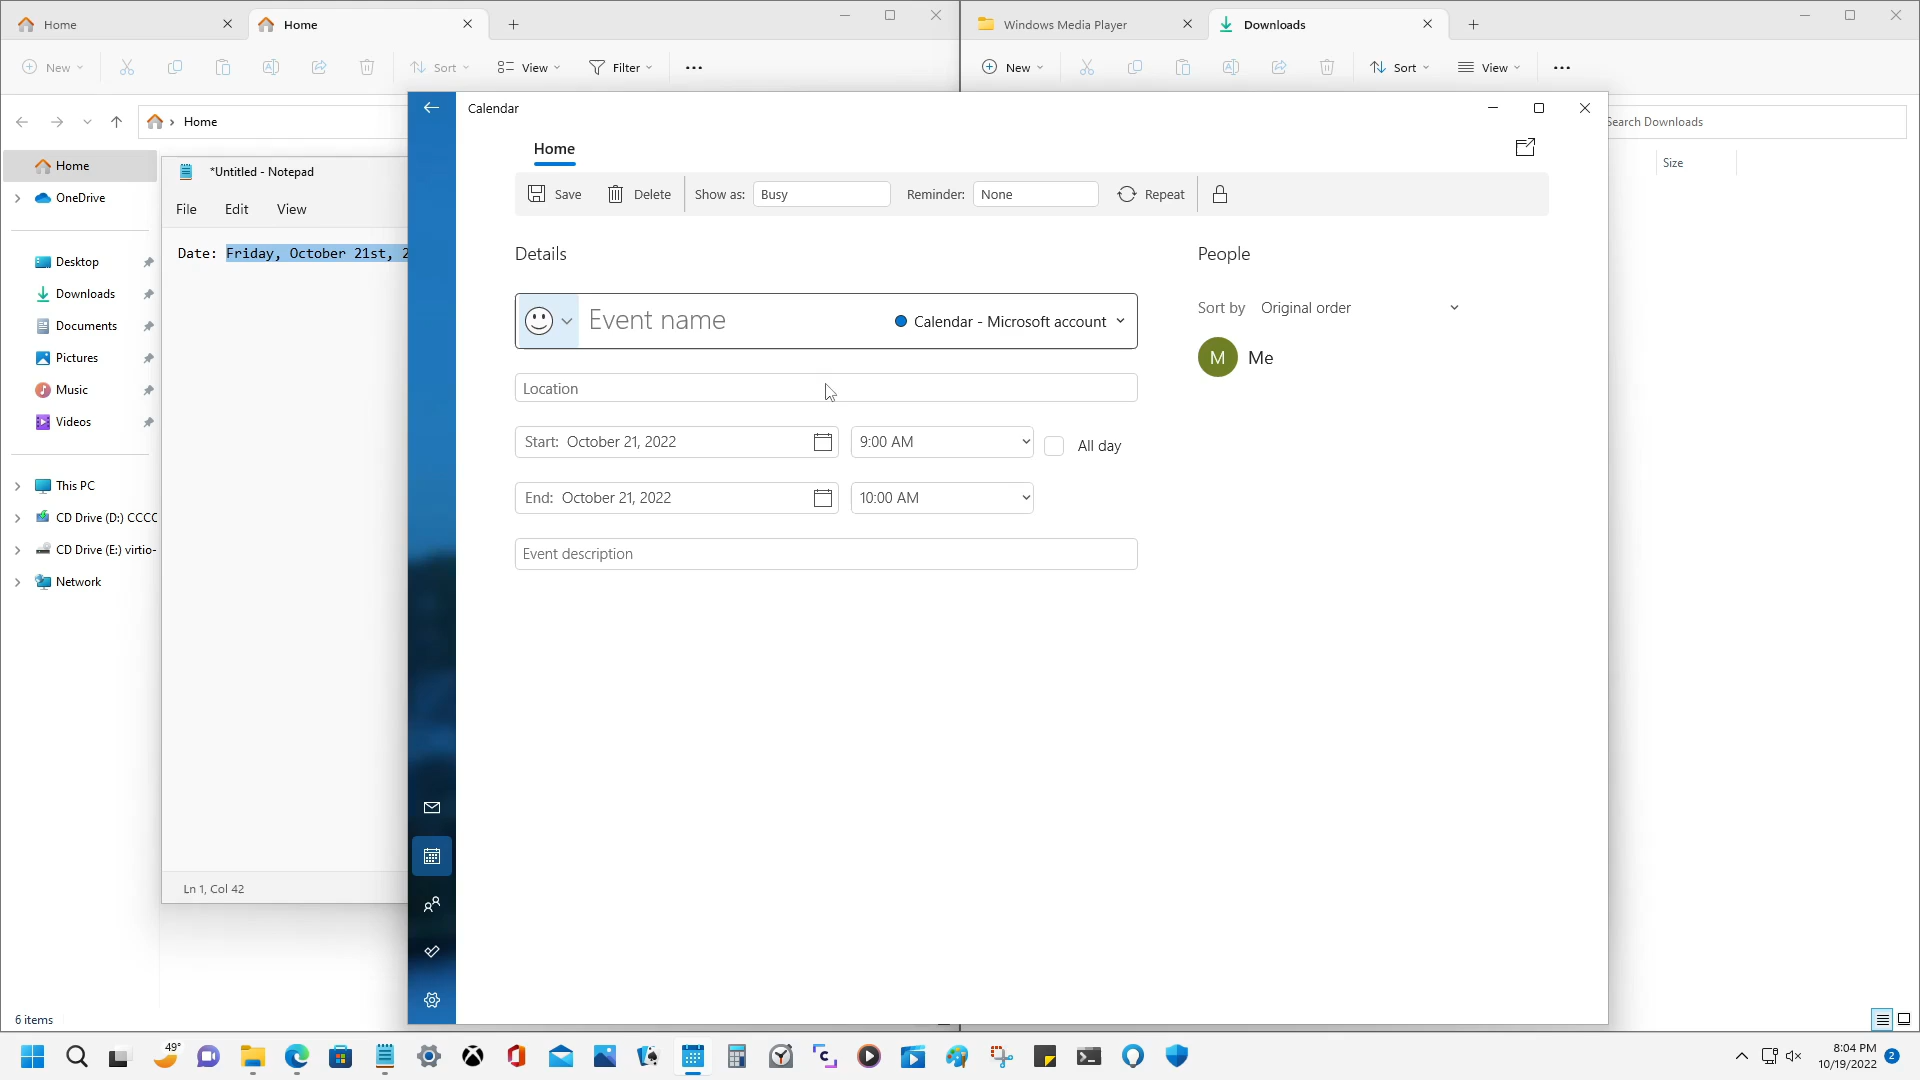 Home
Home
Windows Media Player
Downloads
New
Sort
View
Filter
New
Sort
View
Home
Search Downloads
Size
Home
OneDrive
Desktop
Downloads
Documents
Pictures
Music
Videos
This PC
CD Drive (D:) CCCC
CD Drive (E:) virtio-
Network
6 items
*Untitled - Notepad
File Edit View
Date: Friday, October 21st, 2
Ln 1, Col 42
Calendar
Home
Save Delete Show as: Busy Reminder: None Repeat
Details
Event name
Calendar - Microsoft account
Location
Start: October 21, 2022
9:00 AM
All day
End: October 21, 2022
10:00 AM
Event description
People
Sort by Original order
M Me
49°
8:04 PM
10/19/2022
2